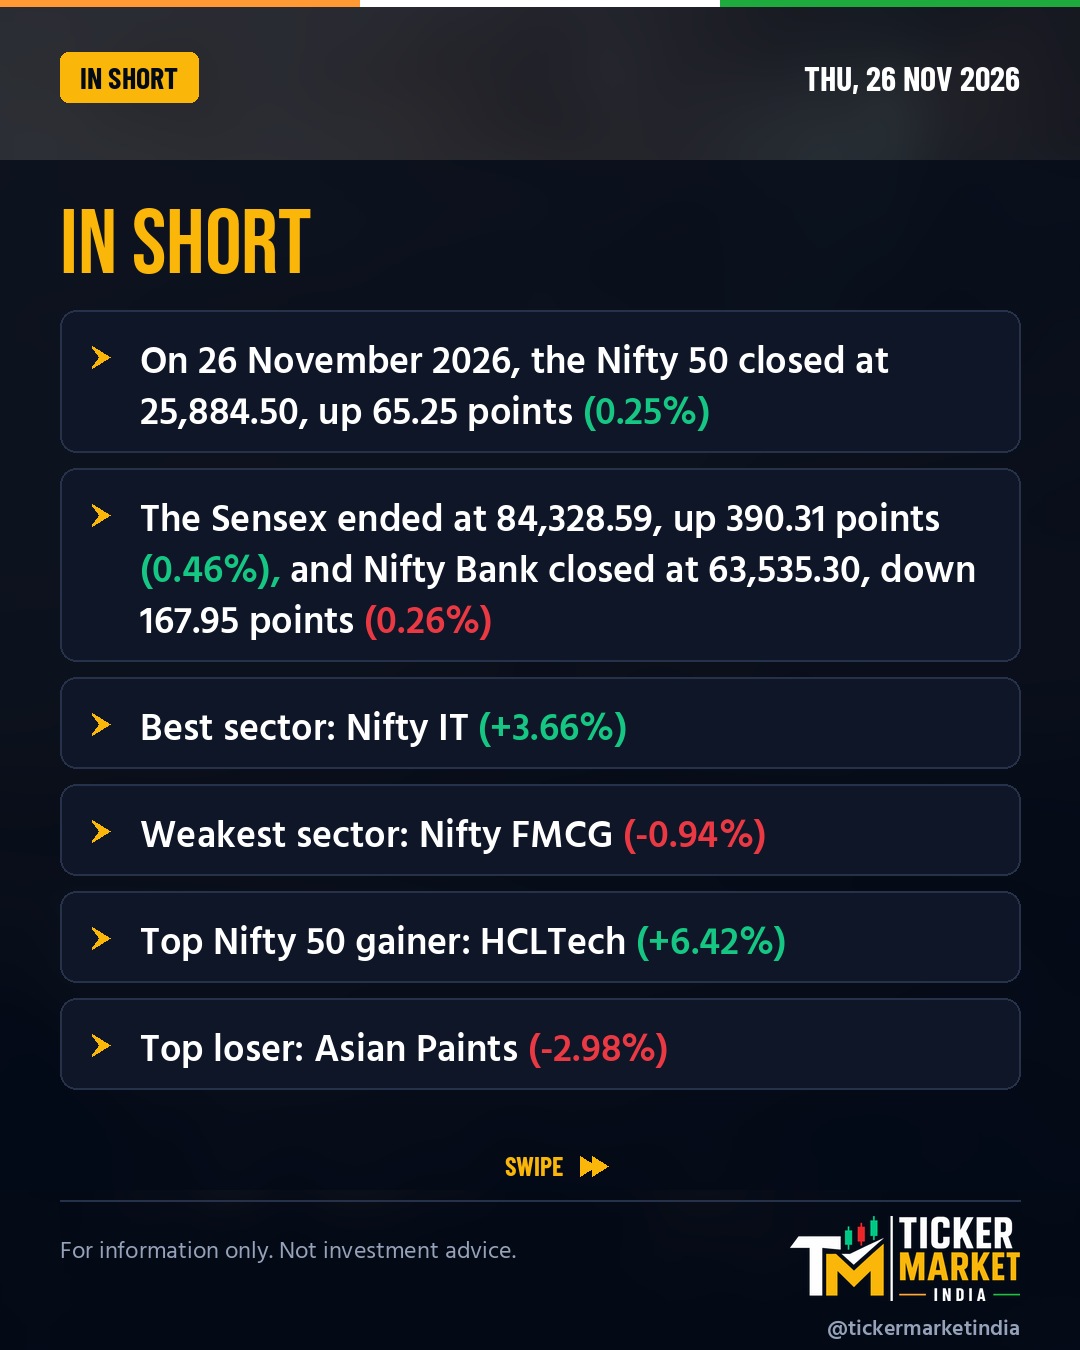 IN SHORT
THU, 26 NOV 2026
IN SHORT
On 26 November 2026, the Nifty 50 closed at
25,884.50, up 65.25 points (0.25%)
The Sensex ended at 84,328.59, up 390.31 points
(0.46%), and Nifty Bank closed at 63,535.30, down
167.95 points (0.26%)
Best sector: Nifty IT (+3.66%)
Weakest sector: Nifty FMCG (-0.94%)
Top Nifty 50 gainer: HCLTech (+6.42%)
Top loser: Asian Paints (-2.98%)
SWIPE
For information only. Not investment advice.
TM
TICKER
MARKET
INDIA
@tickermarketindia